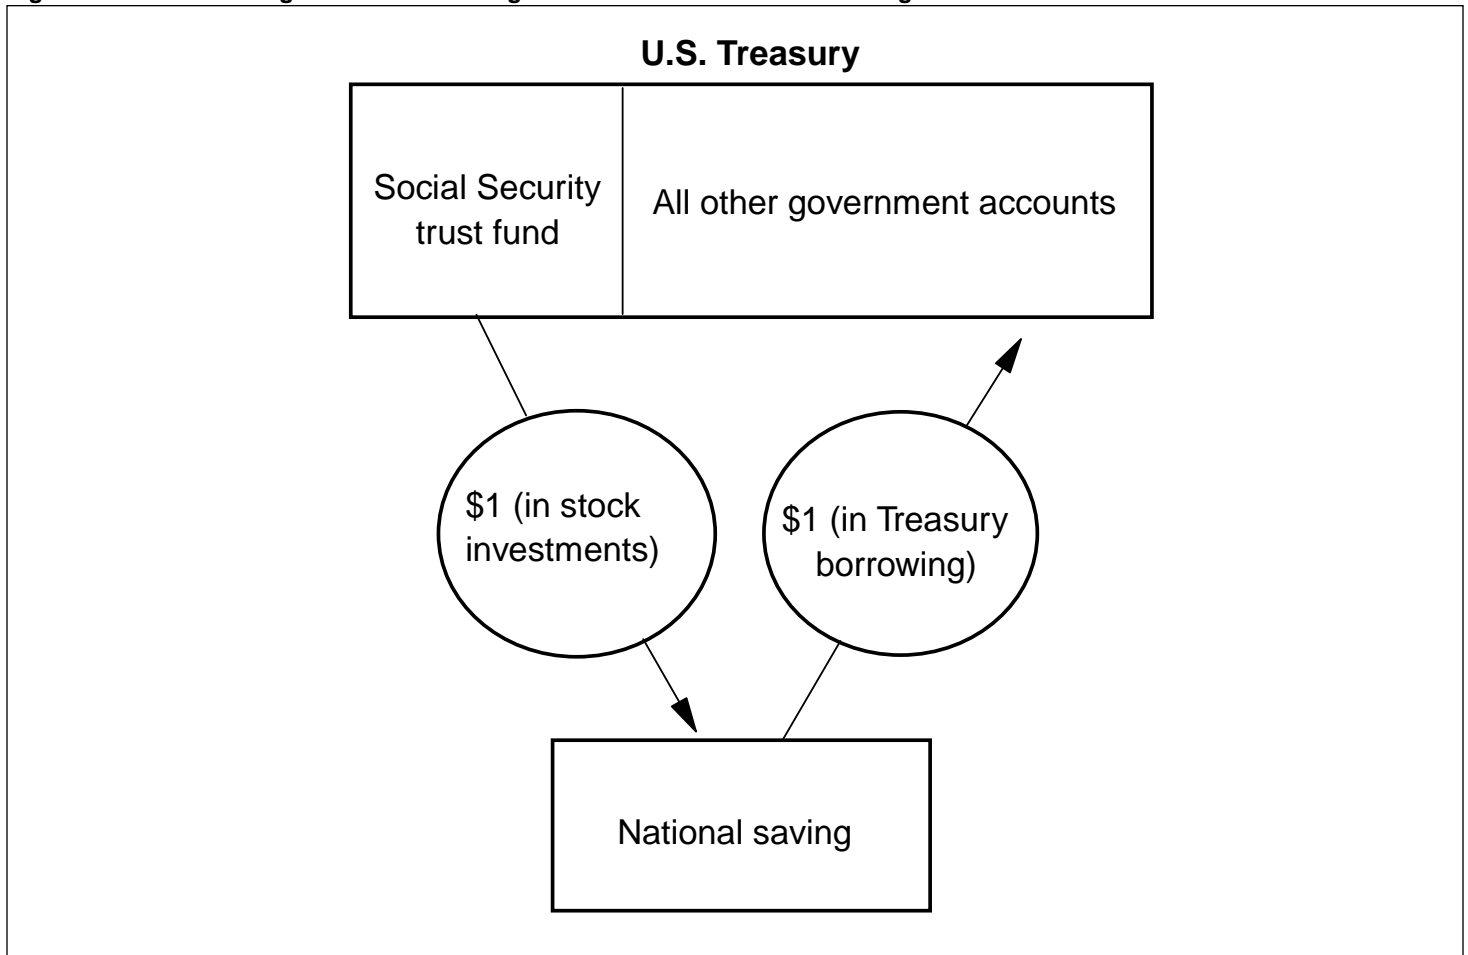 U.S. Treasury
Social Security
trust fund
All other government accounts
$1 (in stock
investments)
$1 (in Treasury
borrowing)
National saving